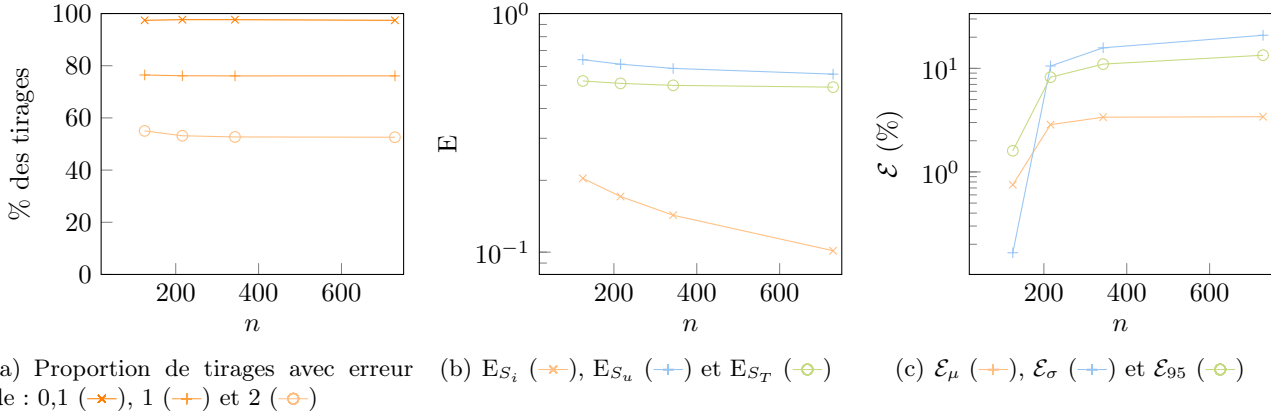 100
80
60
40
20
0
200 400 600
n
% des tirages
10^0
10^{-1}
200 400 600
n
E
10^1
10^0
200 400 600
n
ℰ (%)
a) Proportion de tirages avec erreur
le : 0,1 (×), 1 (+) et 2 (○)
(b) E_{S_i} (×), E_{S_u} (+) et E_{S_T} (○)
(c) ℰ_μ (+), ℰ_σ (+) et ℰ_{95} (○)